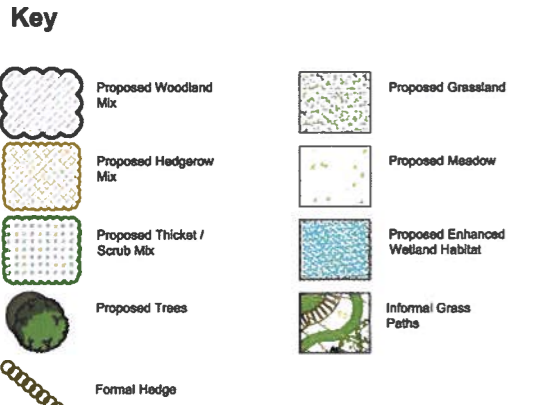 Key
Proposed Woodland
Mix
Proposed Hedgerow
Mix
Proposed Thicket /
Scrub Mix
Proposed Trees
Formal Hedge
Proposed Grassland
Proposed Meadow
Proposed Enhanced
Wetland Habitat
Informal Grass
Paths